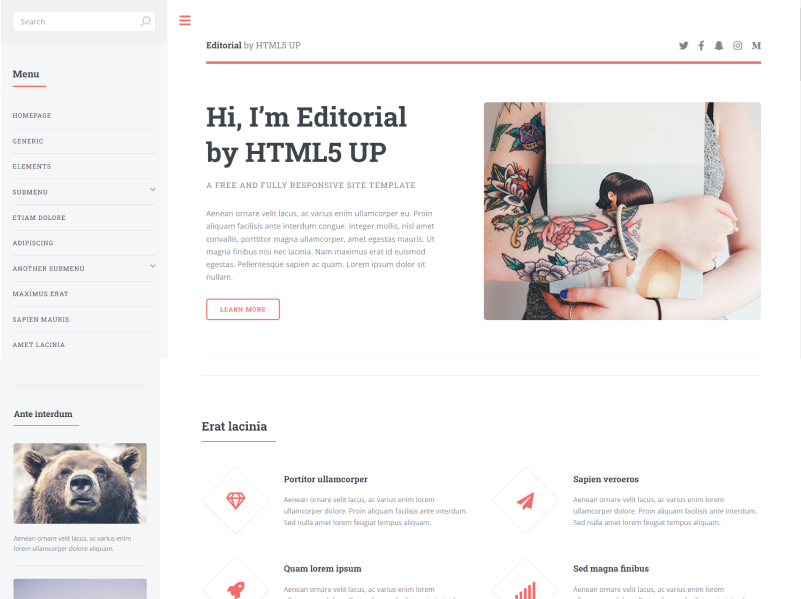 Search
Menu
HOMEPAGE
GENERIC
ELEMENTS
SUBMENU
ETIAM DOLORE
ADIPISCING
ANOTHER SUBMENU
MAXIMUS ERAT
SAPIEN MAURIS
AMET LACINIA
Ante interdum
Aenean ornare velit lacus, ac varius enim
lorem ullamcorper dolore aliquam.
Editorial by HTML5 UP
M
Hi, I'm Editorial
by HTML5 UP
A FREE AND FULLY RESPONSIVE SITE TEMPLATE
Aenean ornare velit lacus, ac varius enim ullamcorper eu. Proin
aliquam facilisis ante interdum congue. Integer mollis, nisl amet
convallis, porttitor magna ullamcorper, amet egestas mauris. Ut
magna finibus nisi nec lacinia. Nam maximus erat id euismod
egestas. Pellentesque sapien ac quam. Lorem ipsum dolor sit
nullam.
LEARN MORE
Erat lacinia
Portitor ullamcorper
Aenean ornare velit lacus, ac varius enim lorem
ullamcorper dolore. Proin aliquam facilisis ante interdum.
Sed nulla amet lorem feugiat tempus aliquam.
Sapien veroeros
Aenean ornare velit lacus, ac varius enim lorem
ullamcorper dolore. Proin aliquam facilisis ante interdum.
Sed nulla amet lorem feugiat tempus aliquam.
Quam lorem ipsum
Aenean ornare velit lacus, ac varius enim lorem
Sed magna finibus
Aenean ornare velit lacus, ac varius enim lorem